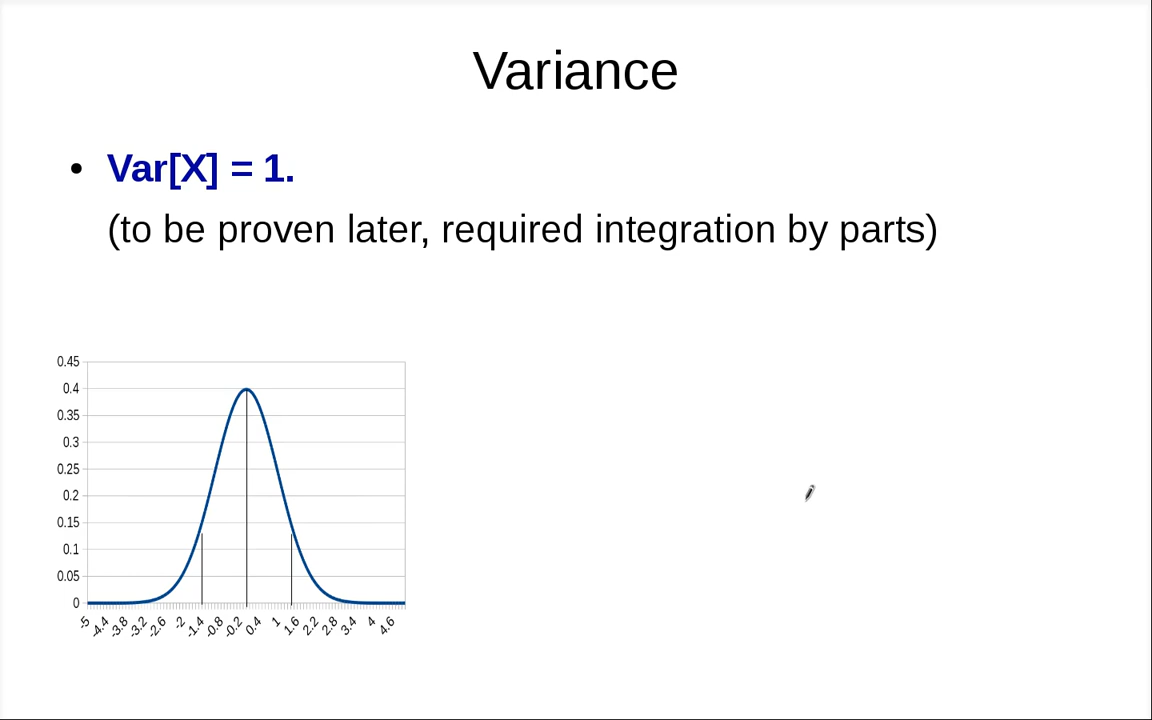 Variance
• Var[X] = 1.
(to be proven later, required integration by parts)
0.45
0.4
0.35
0.3
0.25
0.2
0.15
0.1
0.05
0
-5 -4.4 -3.8 -3.2 -2.6 -2 -1.4 -0.8 -0.2 0.4 1 1.6 2.2 2.8 3.4 4 4.6